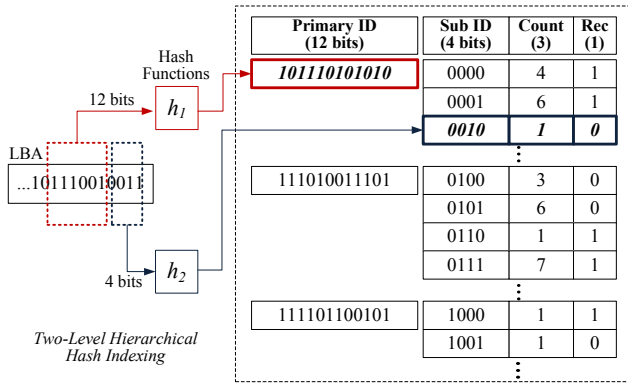 Primary ID
(12 bits)
Sub ID
(4 bits)
Count
(3)
Rec
(1)
Hash
Functions
101110101010
0000 4 1
12 bits
h1
0001 6 1
0010 1 0
LBA
...101110010011
111010011101
0100 3 0
0101 6 0
0110 1 1
0111 7 1
4 bits
h2
111101100101
1000 1 1
1001 1 0
Two-Level Hierarchical
Hash Indexing